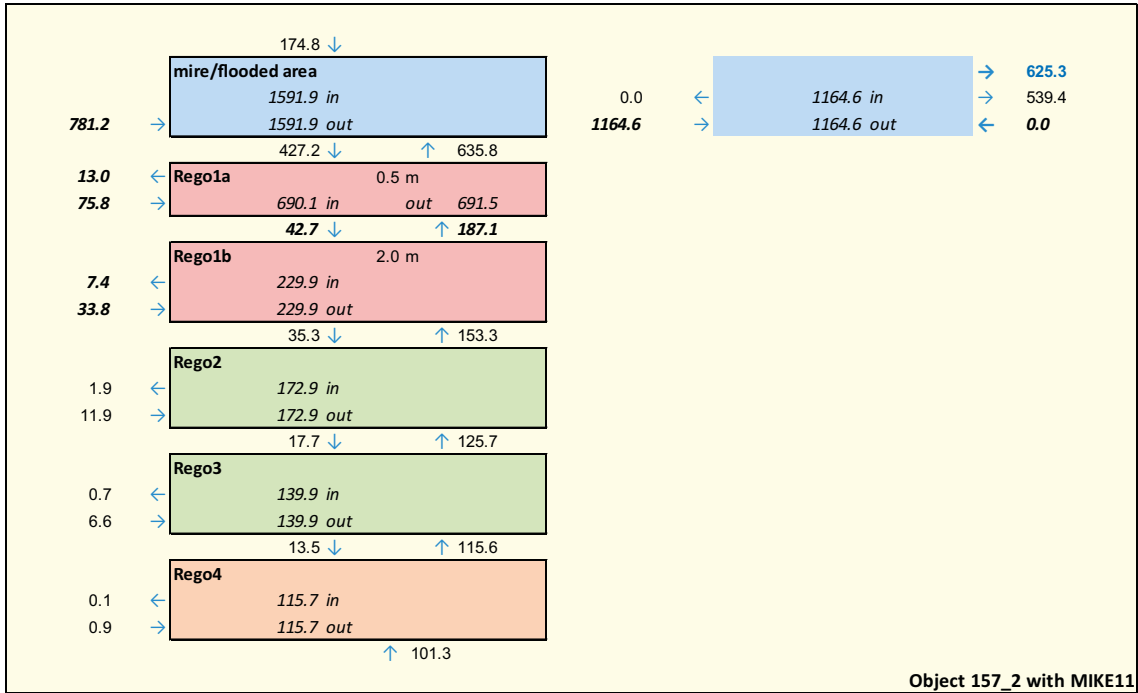 174.8 ↓
mire/flooded area → 625.3
1591.9 in 0.0 ← 1164.6 in → 539.4
781.2 → 1591.9 out 1164.6 → 1164.6 out ← 0.0
427.2 ↓ ↑ 635.8
13.0 ← Rego1a 0.5 m
75.8 → 690.1 in out 691.5
42.7 ↓ ↑ 187.1
Rego1b 2.0 m
7.4 ← 229.9 in
33.8 → 229.9 out
35.3 ↓ ↑ 153.3
Rego2
1.9 ← 172.9 in
11.9 → 172.9 out
17.7 ↓ ↑ 125.7
Rego3
0.7 ← 139.9 in
6.6 → 139.9 out
13.5 ↓ ↑ 115.6
Rego4
0.1 ← 115.7 in
0.9 → 115.7 out
↑ 101.3
Object 157_2 with MIKE11